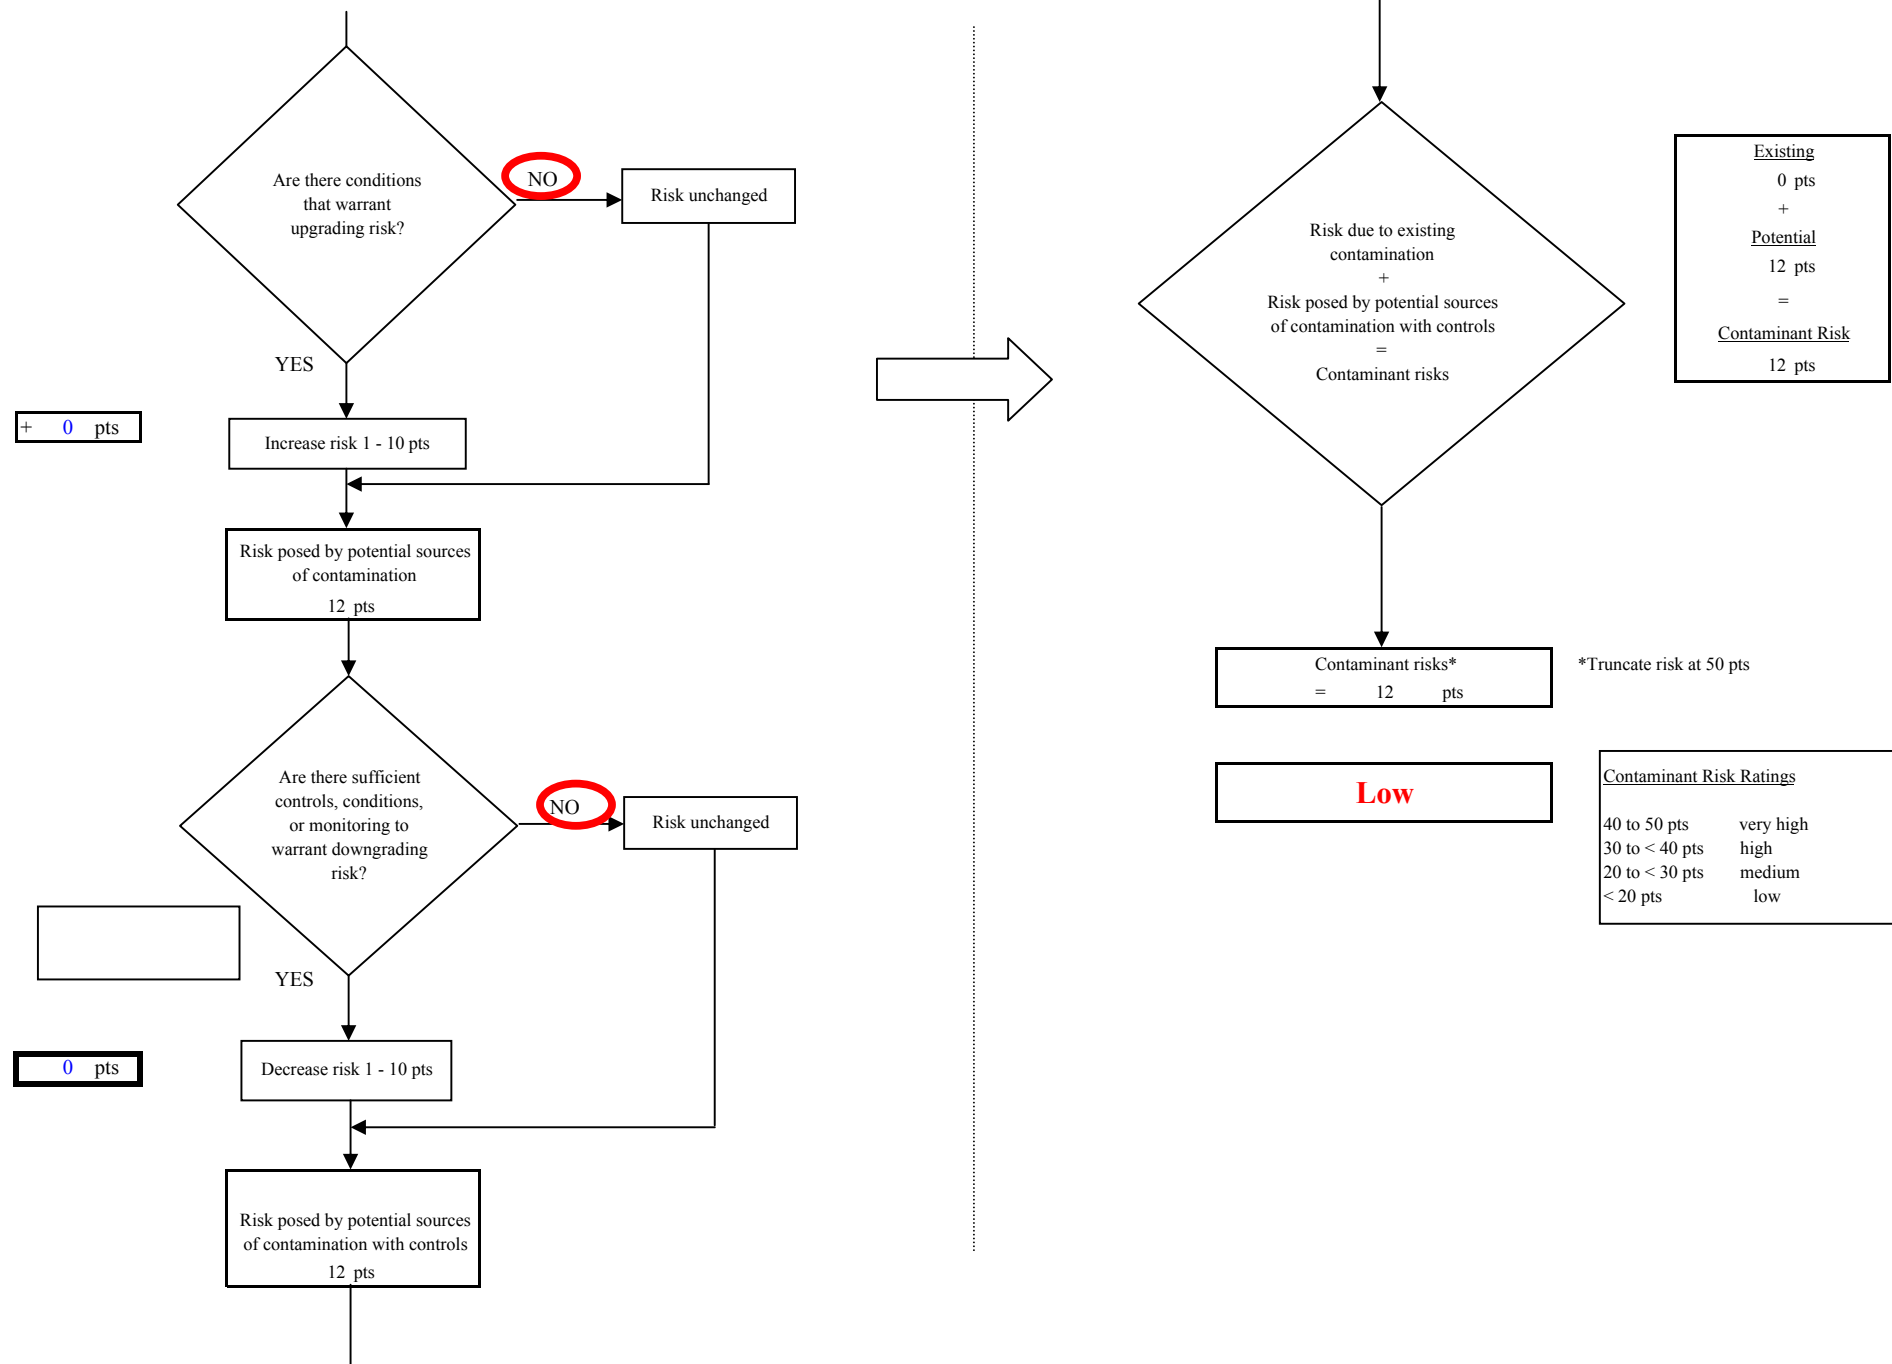 Are there conditions
that warrant
upgrading risk?
NO
Risk unchanged
YES
+ 0 pts
Increase risk 1 - 10 pts
Risk posed by potential sources
of contamination
12 pts
Are there sufficient
controls, conditions,
or monitoring to
warrant downgrading
risk?
NO
Risk unchanged
YES
0 pts
Decrease risk 1 - 10 pts
Risk posed by potential sources
of contamination with controls
12 pts
Risk due to existing
contamination
+
Risk posed by potential sources
of contamination with controls
=
Contaminant risks
Existing
0 pts
+
Potential
12 pts
=
Contaminant Risk
12 pts
Contaminant risks*
= 12 pts
*Truncate risk at 50 pts
Low
Contaminant Risk Ratings
40 to 50 pts very high
30 to < 40 pts high
20 to < 30 pts medium
< 20 pts low